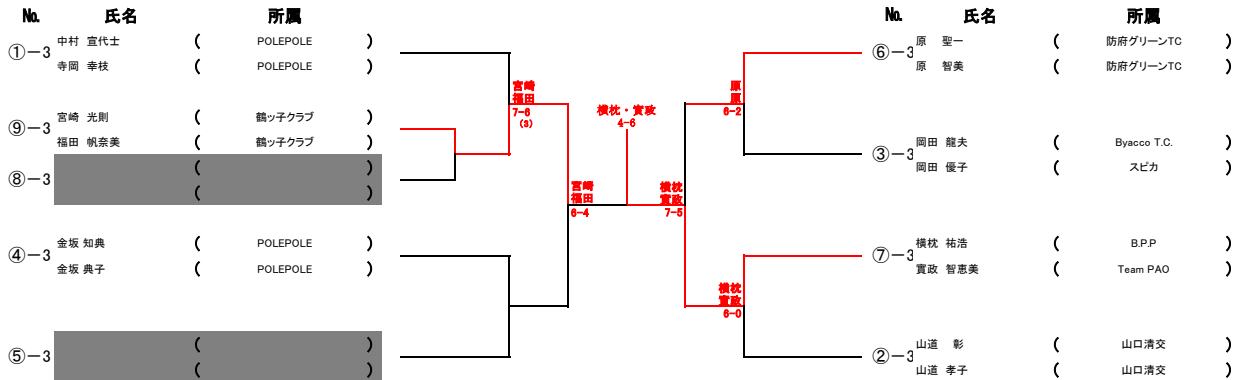 No. 氏名 所属
①-3 中村 宣代士 ( POLEPOLE )
寺岡 幸枝 ( POLEPOLE )
⑨-3 宮崎 光則 ( 鶴ッ子クラブ )
福田 帆奈美 ( 鶴ッ子クラブ )
⑧-3 ( )
( )
④-3 金坂 知典 ( POLEPOLE )
金坂 典子 ( POLEPOLE )
⑤-3 ( )
( )
宮崎
福田
7-6
(3)
宮崎
福田
6-4
横枕・實政
4-6
横枕
實政
7-5
原
原
6-2
横枕
實政
6-0
No. 氏名 所属
⑥-3 原 聖一 ( 防府グリーンTC )
原 智美 ( 防府グリーンTC )
③-3 岡田 龍夫 ( Byacco T.C. )
岡田 優子 ( スピカ )
⑦-3 横枕 祐浩 ( B.P.P )
實政 智恵美 ( Team PAO )
②-3 山道 彰 ( 山口清交 )
山道 孝子 ( 山口清交 )